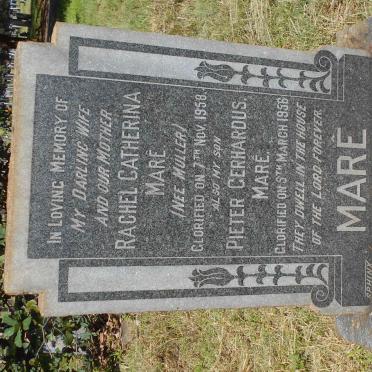 IN LOVING MEMORY OF
MY DARLING WIFE
AND OUR MOTHER
RACHEL CATHERINA
MARÉ
(NEE MULLER)
GLORIFIED ON 7TH NOV. 1958.
ALSO MY SON
PIETER GERHARDUS.
MARÉ.
GLORIFIED ON 5TH MARCH 1956
THEY DWELL IN THE HOUSE
OF THE LORD FOREVER.
MARÉ